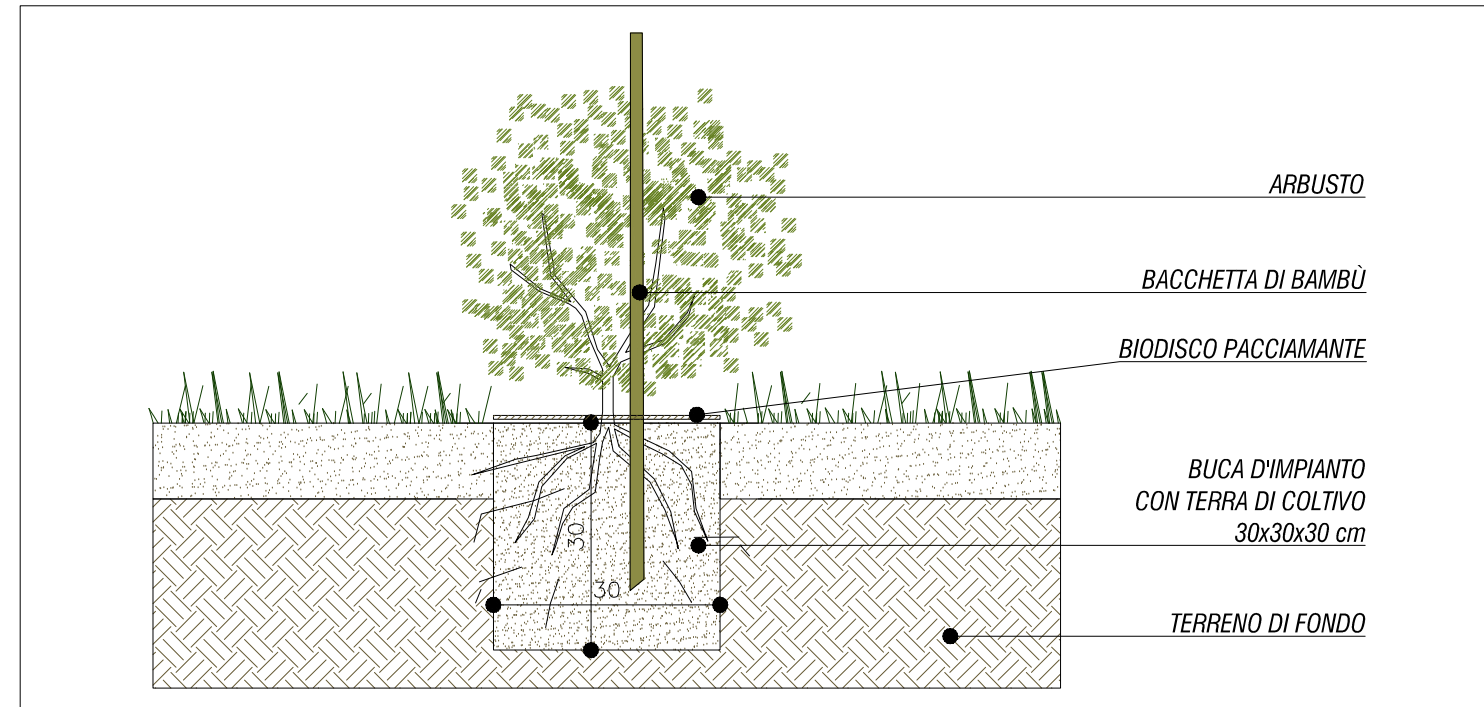 ARBUSTO
BACCHETTA DI BAMBÙ
BIODISCO PACCIAMANTE
BUCA D'IMPIANTO
CON TERRA DI COLTIVO
30x30x30 cm
30
30
TERRENO DI FONDO